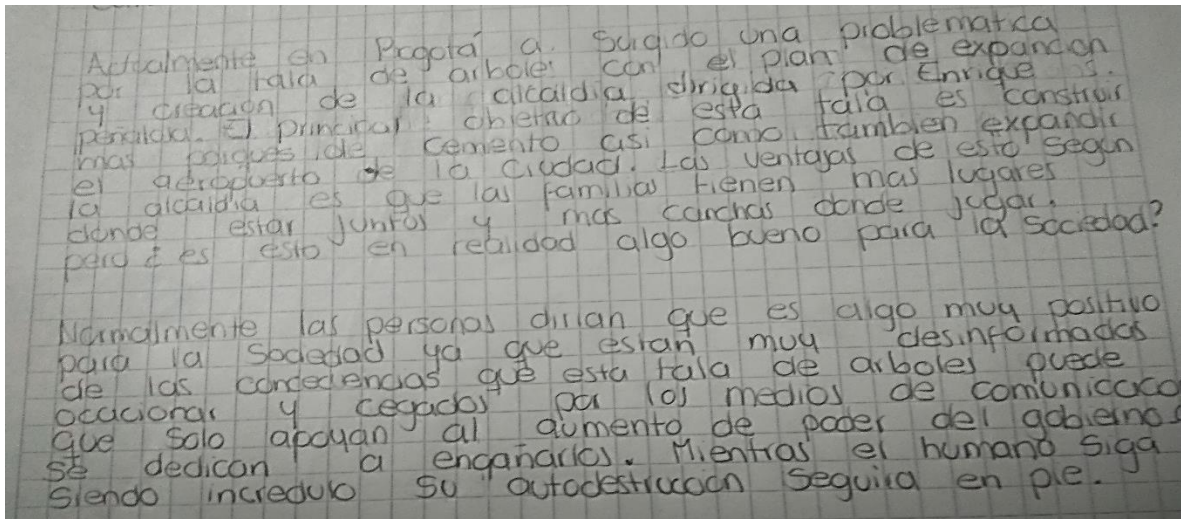 Actualmente en Bogotá a surgido una problematica
por la tala de arboles con el plan de expancion
y creacion de la alcaldia dirigida por Enrique
peñalosa. El principal objetivo de esta tala es construir
mas parques de cemento asi como tambien expandir
el aeropuerto de la ciudad. Las ventajas de esto segun
la alcaldia es que las familias tienen mas lugares
donde estar juntos y mas canchas donde jugar,
pero ¿ es esto en realidad algo bueno para la sociedad?
Normalmente las personas dirian que es algo muy positivo
para la sociedad ya que estan muy desinformadas
de las concecencias que esta tala de arboles puede
ocacionar y cegados por los medios de comunicaco
que solo apoyan al aumento de poder del gobierno
se dedican a engañarlos. Mientras el humano siga
siendo incredulo su autodestruccion seguira en pie.